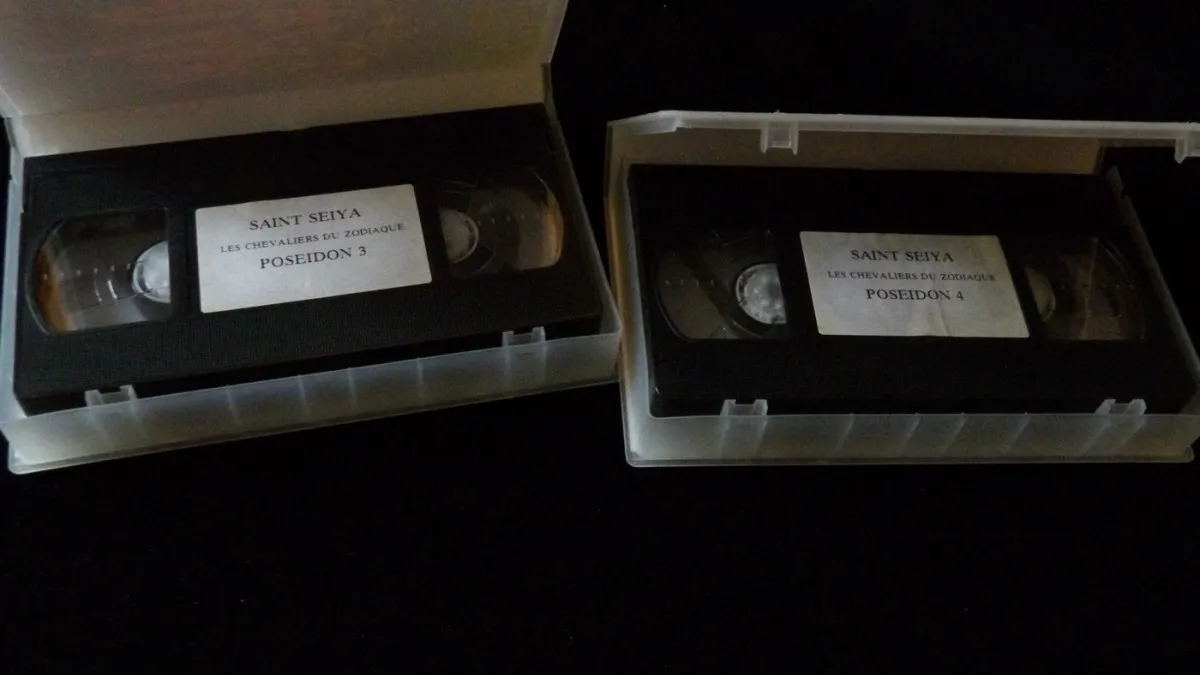 SAINT SEIYA
LES CHEVALIERS DU ZODIAQUE
POSEIDON 3
SAINT SEIYA
LES CHEVALIERS DU ZODIAQUE
POSEIDON 4